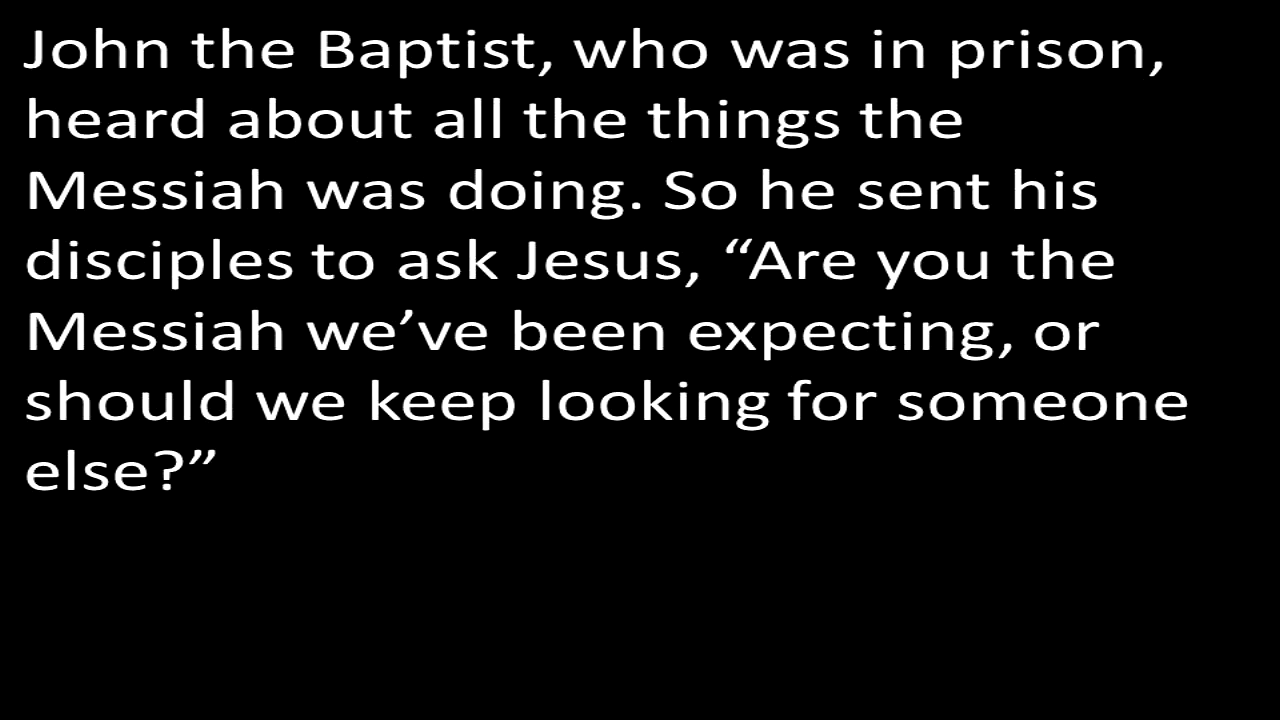 John the Baptist, who was in prison,
heard about all the things the
Messiah was doing. So he sent his
disciples to ask Jesus, “Are you the
Messiah we’ve been expecting, or
should we keep looking for someone
else?”